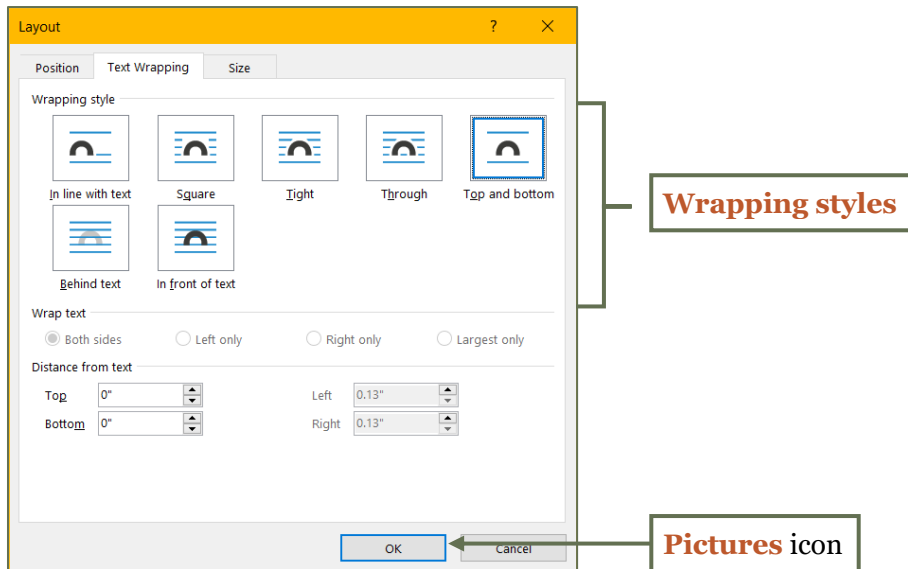 Layout ? ×
Position Text Wrapping Size
Wrapping style
In line with text Square Tight Through Top and bottom
Behind text In front of text
Wrapping styles
Wrap text
Both sides Left only Right only Largest only
Distance from text
Top 0" Left 0.13"
Bottom 0" Right 0.13"
OK Cancel
Pictures icon